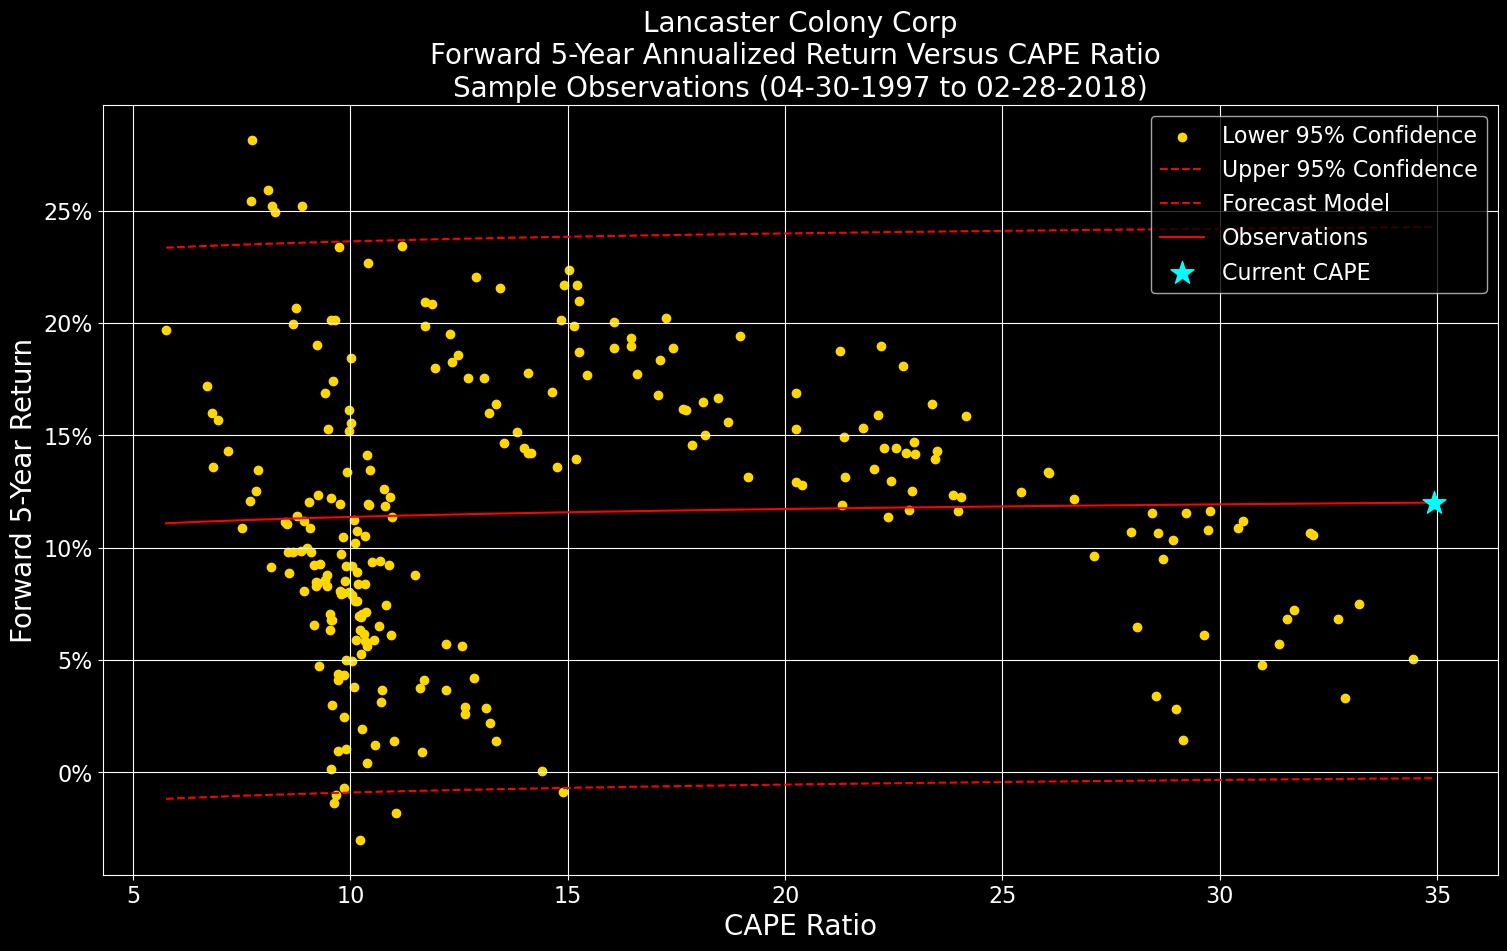 Lancaster Colony Corp
Forward 5-Year Annualized Return Versus CAPE Ratio
Sample Observations (04-30-1997 to 02-28-2018)
Lower 95% Confidence
Upper 95% Confidence
Forecast Model
Observations
Current CAPE
Forward 5-Year Return
25%
20%
15%
10%
5%
0%
5
10
15
20
25
30
35
CAPE Ratio